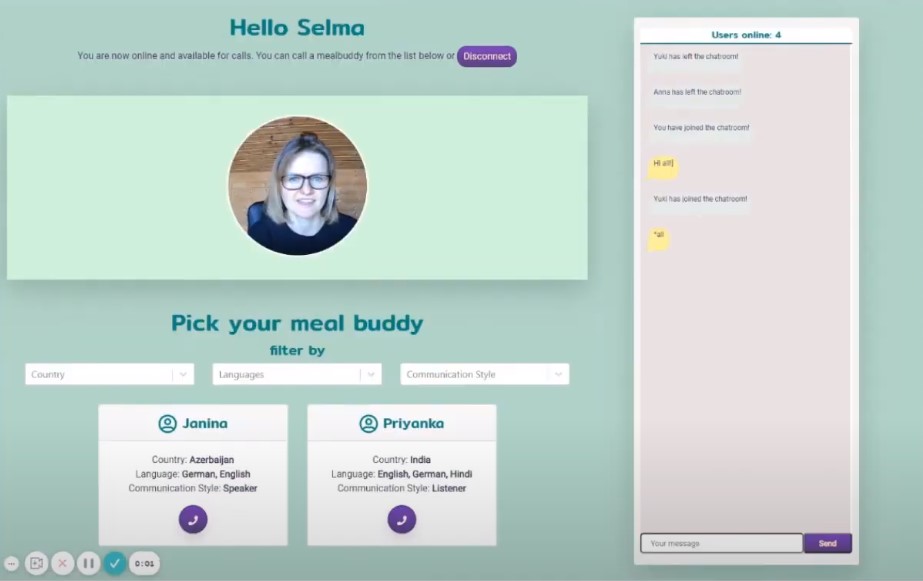 Hello Selma
You are now online and available for calls. You can call a mealbuddy from the list below or Disconnect
Pick your meal buddy
filter by
Country
Languages
Communication Style
Janina
Country: Azerbaijan
Language: German, English
Communication Style: Speaker
Priyanka
Country: India
Language: English, German, Hindi
Communication Style: Listener
0:01
Users online: 4
Yuki has left the chatroom!
Anna has left the chatroom!
You have joined the chatroom!
Yuki has joined the chatroom!
Your message
Send